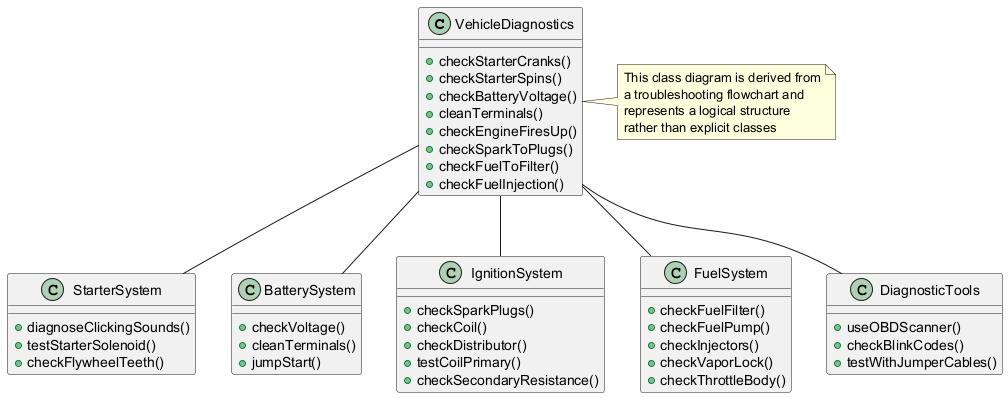 C VehicleDiagnostics
checkStarterCranks()
checkStarterSpins()
checkBatteryVoltage()
cleanTerminals()
checkEngineFiresUp()
checkSparkToPlugs()
checkFuelToFilter()
checkFuelInjection()
This class diagram is derived from
a troubleshooting flowchart and
represents a logical structure
rather than explicit classes
C StarterSystem
diagnoseClickingSounds()
testStarterSolenoid()
checkFlywheelTeeth()
C BatterySystem
checkVoltage()
cleanTerminals()
jumpStart()
C IgnitionSystem
checkSparkPlugs()
checkCoil()
checkDistributor()
testCoilPrimary()
checkSecondaryResistance()
C FuelSystem
checkFuelFilter()
checkFuelPump()
checkInjectors()
checkVaporLock()
checkThrottleBody()
C DiagnosticTools
useOBDScanner()
checkBlinkCodes()
testWithJumperCables()